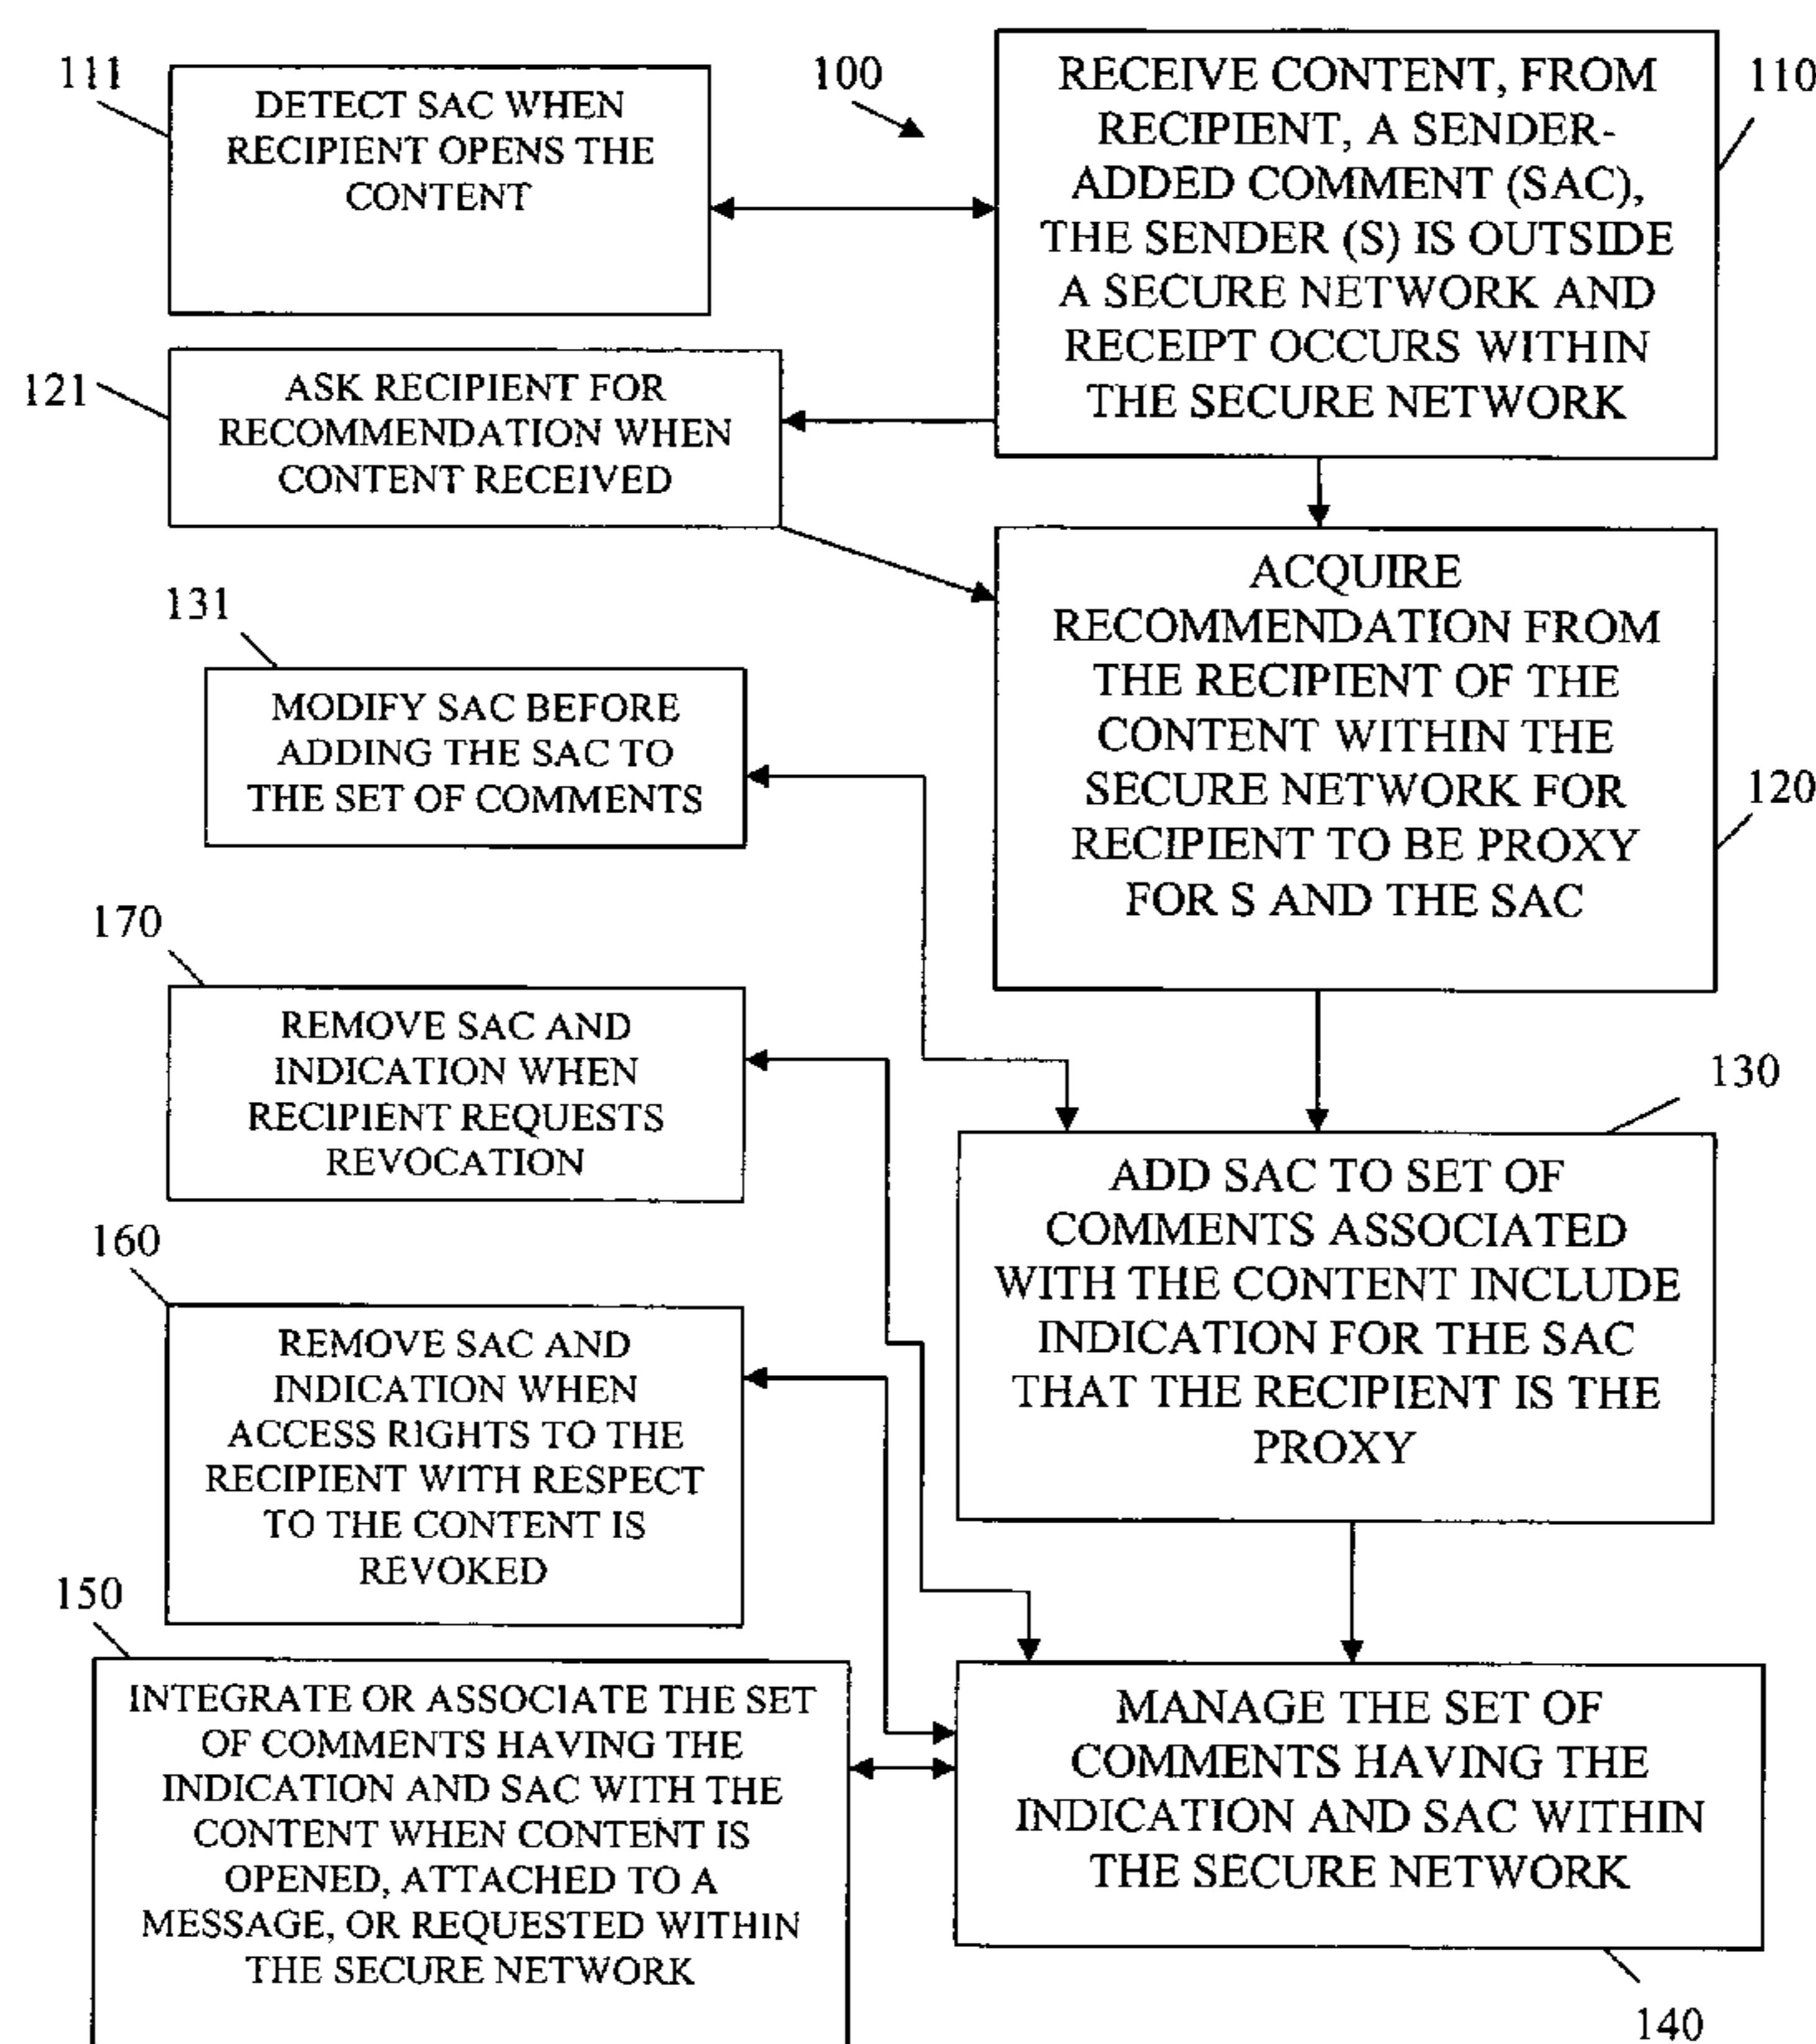 111
DETECT SAC WHEN
RECIPIENT OPENS THE
CONTENT
100
RECEIVE CONTENT, FROM
RECIPIENT, A SENDER-
ADDED COMMENT (SAC),
THE SENDER (S) IS OUTSIDE
A SECURE NETWORK AND
RECEIPT OCCURS WITHIN
THE SECURE NETWORK
110
121
ASK RECIPIENT FOR
RECOMMENDATION WHEN
CONTENT RECEIVED
ACQUIRE
RECOMMENDATION FROM
THE RECIPIENT OF THE
CONTENT WITHIN THE
SECURE NETWORK FOR
RECIPIENT TO BE PROXY
FOR S AND THE SAC
120
131
MODIFY SAC BEFORE
ADDING THE SAC TO
THE SET OF COMMENTS
170
REMOVE SAC AND
INDICATION WHEN
RECIPIENT REQUESTS
REVOCATION
130
ADD SAC TO SET OF
COMMENTS ASSOCIATED
WITH THE CONTENT INCLUDE
INDICATION FOR THE SAC
THAT THE RECIPIENT IS THE
PROXY
160
REMOVE SAC AND
INDICATION WHEN
ACCESS RIGHTS TO THE
RECIPIENT WITH RESPECT
TO THE CONTENT IS
REVOKED
150
INTEGRATE OR ASSOCIATE THE SET
OF COMMENTS HAVING THE
INDICATION AND SAC WITH THE
CONTENT WHEN CONTENT IS
OPENED, ATTACHED TO A
MESSAGE, OR REQUESTED WITHIN
THE SECURE NETWORK
MANAGE THE SET OF
COMMENTS HAVING THE
INDICATION AND SAC WITHIN
THE SECURE NETWORK
140